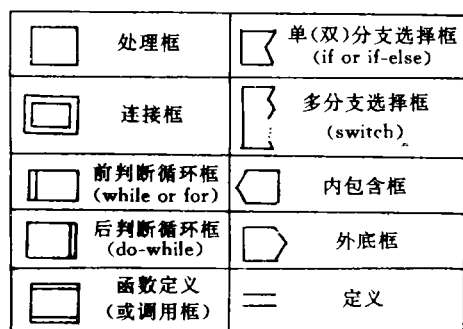 处理框
单(双)分支选择框
(if or if-else)
连接框
多分支选择框
(switch)
前判断循环框
(while or for)
内包含框
后判断循环框
(do-while)
外底框
函数定义
(或调用框)
定义